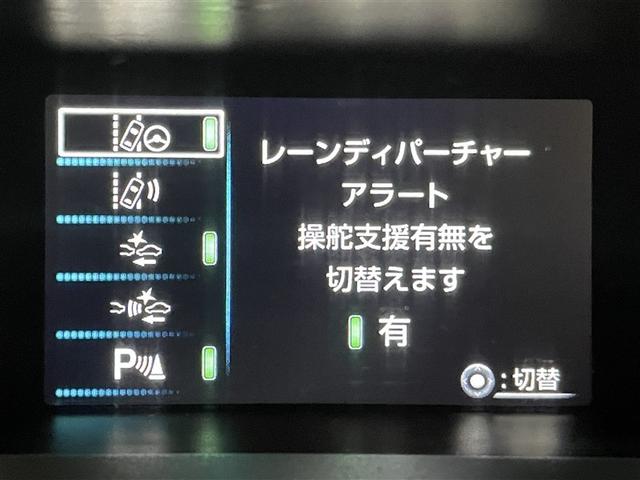 レーンディパーチャー
アラート
操舵支援有無を
切替えます
有
P
:切替